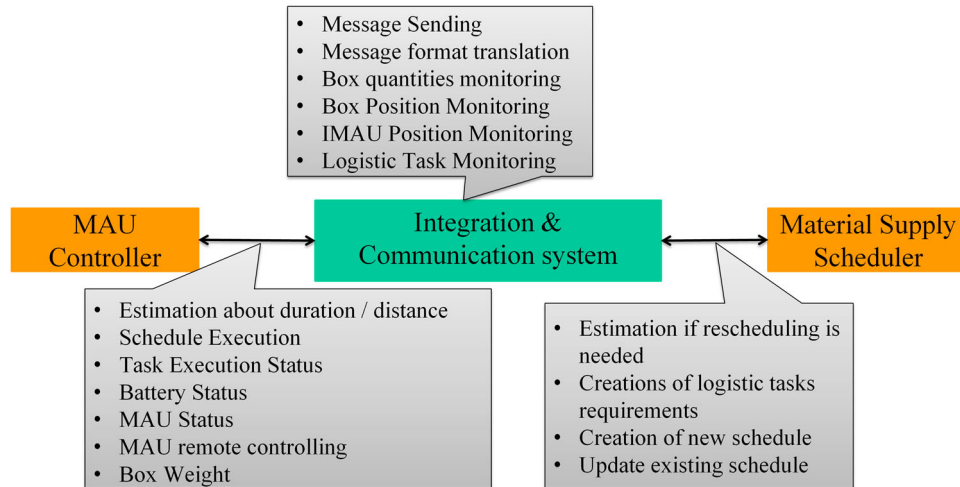 • Message Sending
• Message format translation
• Box quantities monitoring
• Box Position Monitoring
• IMAU Position Monitoring
• Logistic Task Monitoring
MAU
Controller
Integration &
Communication system
Material Supply
Scheduler
• Estimation about duration / distance
• Schedule Execution
• Task Execution Status
• Battery Status
• MAU Status
• MAU remote controlling
• Box Weight
• Estimation if rescheduling is
needed
• Creations of logistic tasks
requirements
• Creation of new schedule
• Update existing schedule